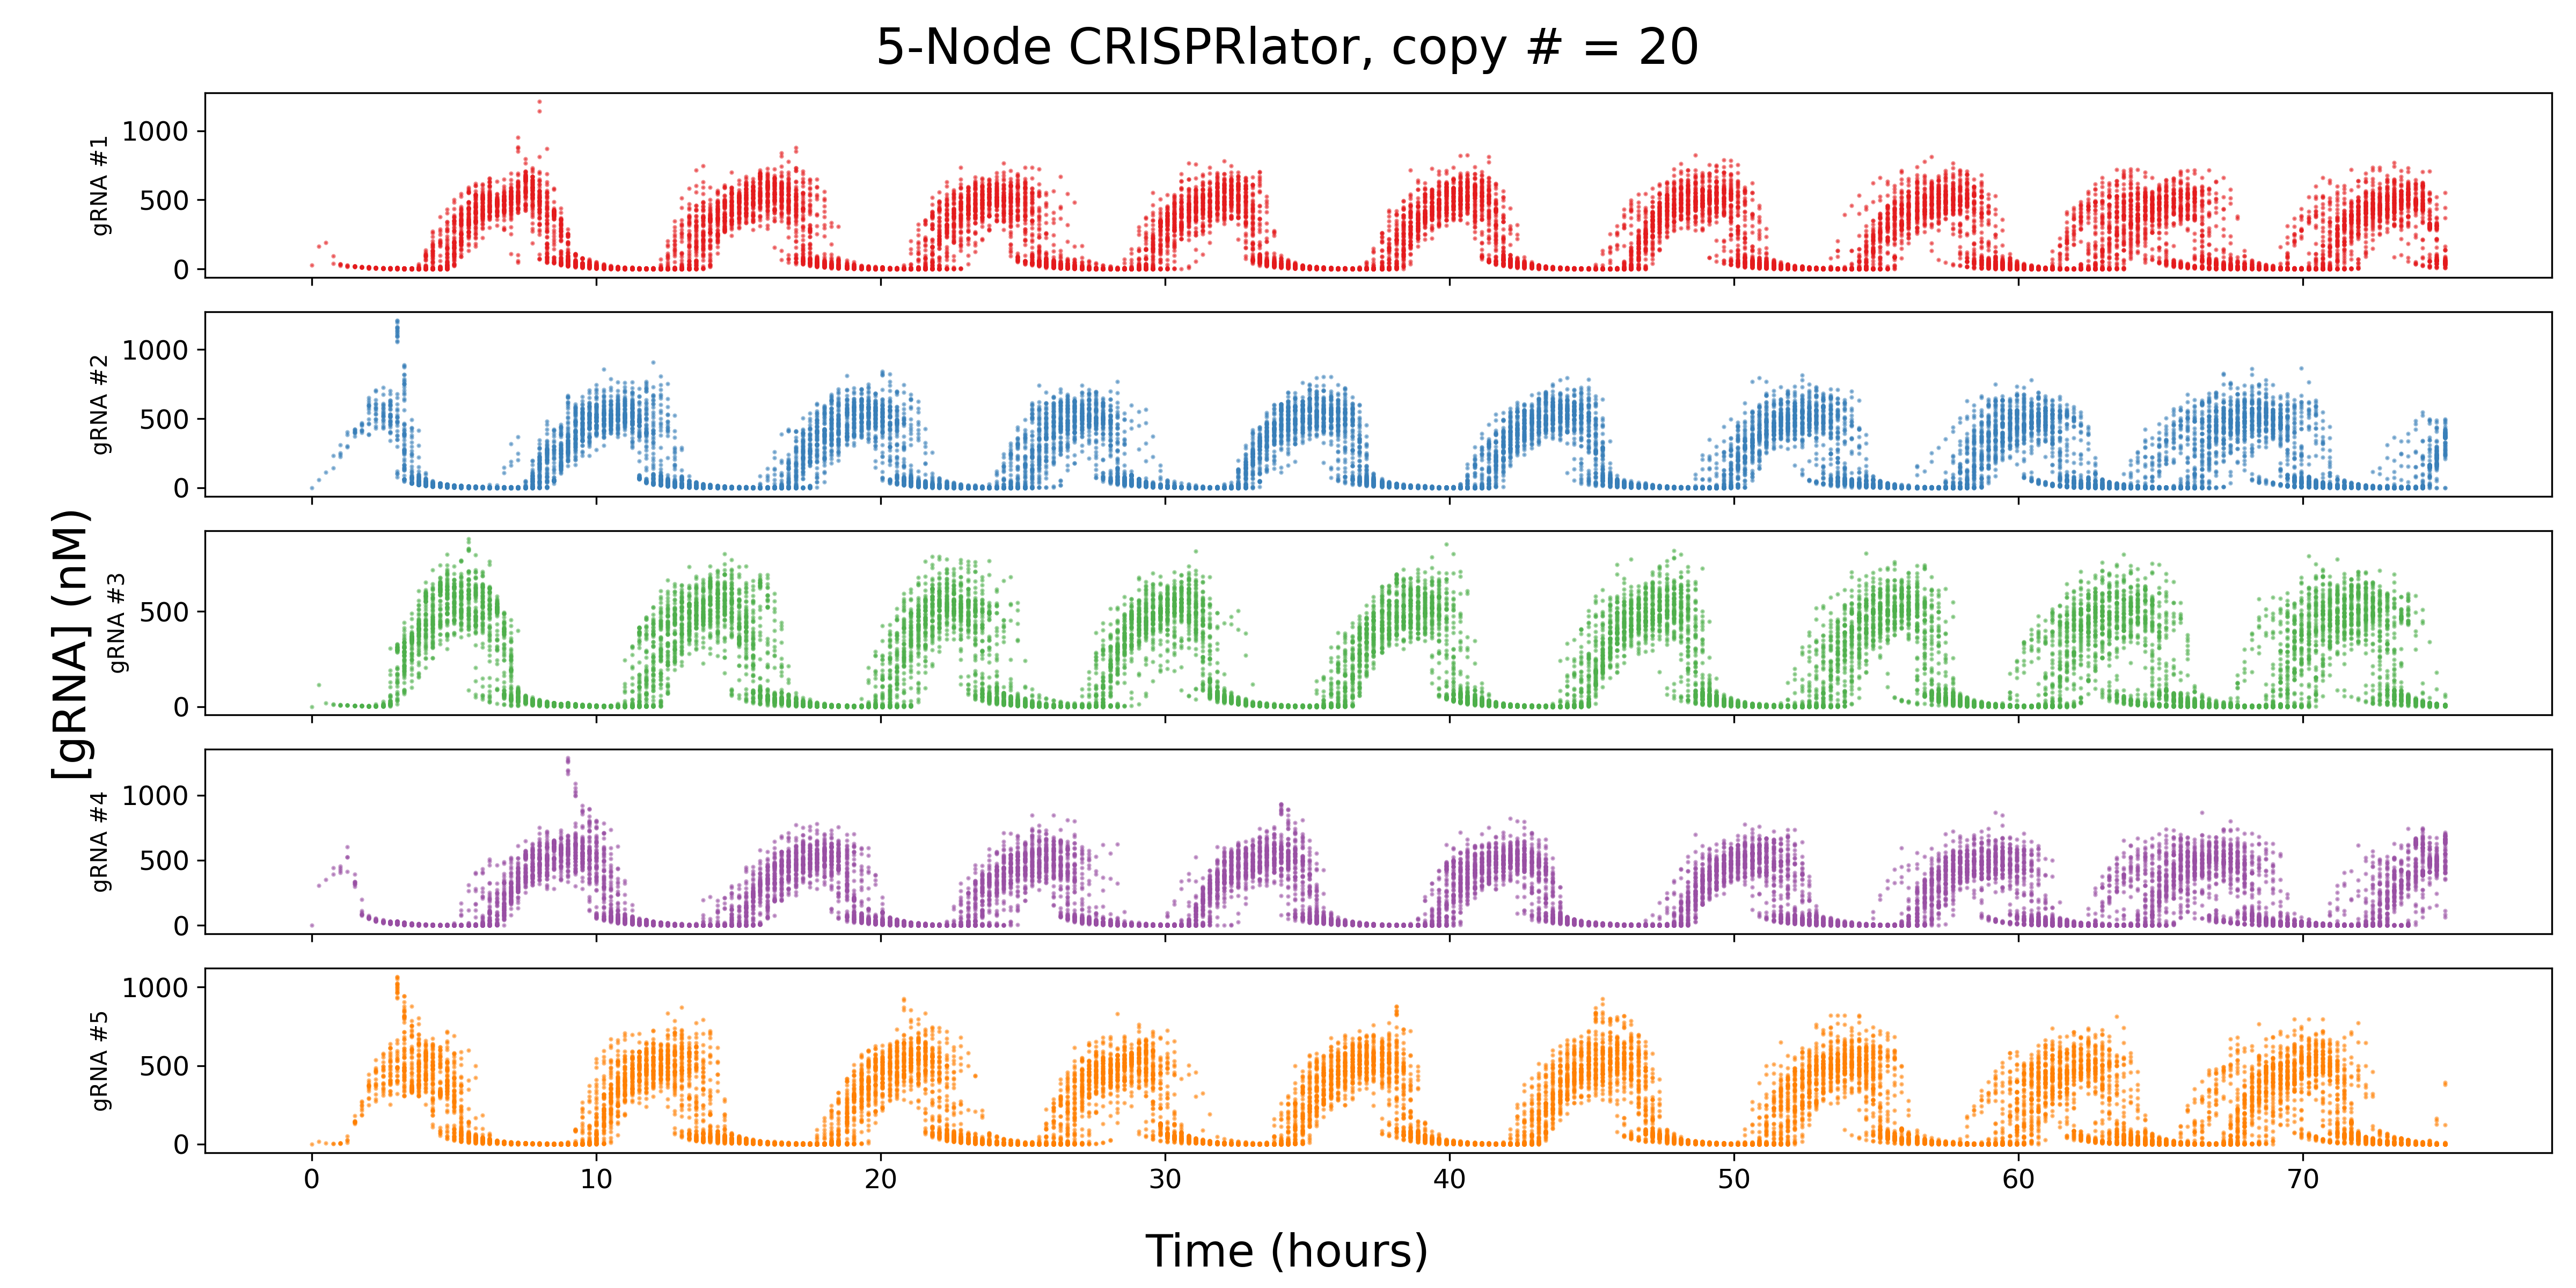 5-Node CRISPRlator, copy # = 20
[gRNA] (nM)
gRNA #1
1000
500
0
gRNA #2
1000
500
0
gRNA #3
500
0
gRNA #4
1000
500
0
gRNA #5
1000
500
0
0 10 20 30 40 50 60 70
Time (hours)